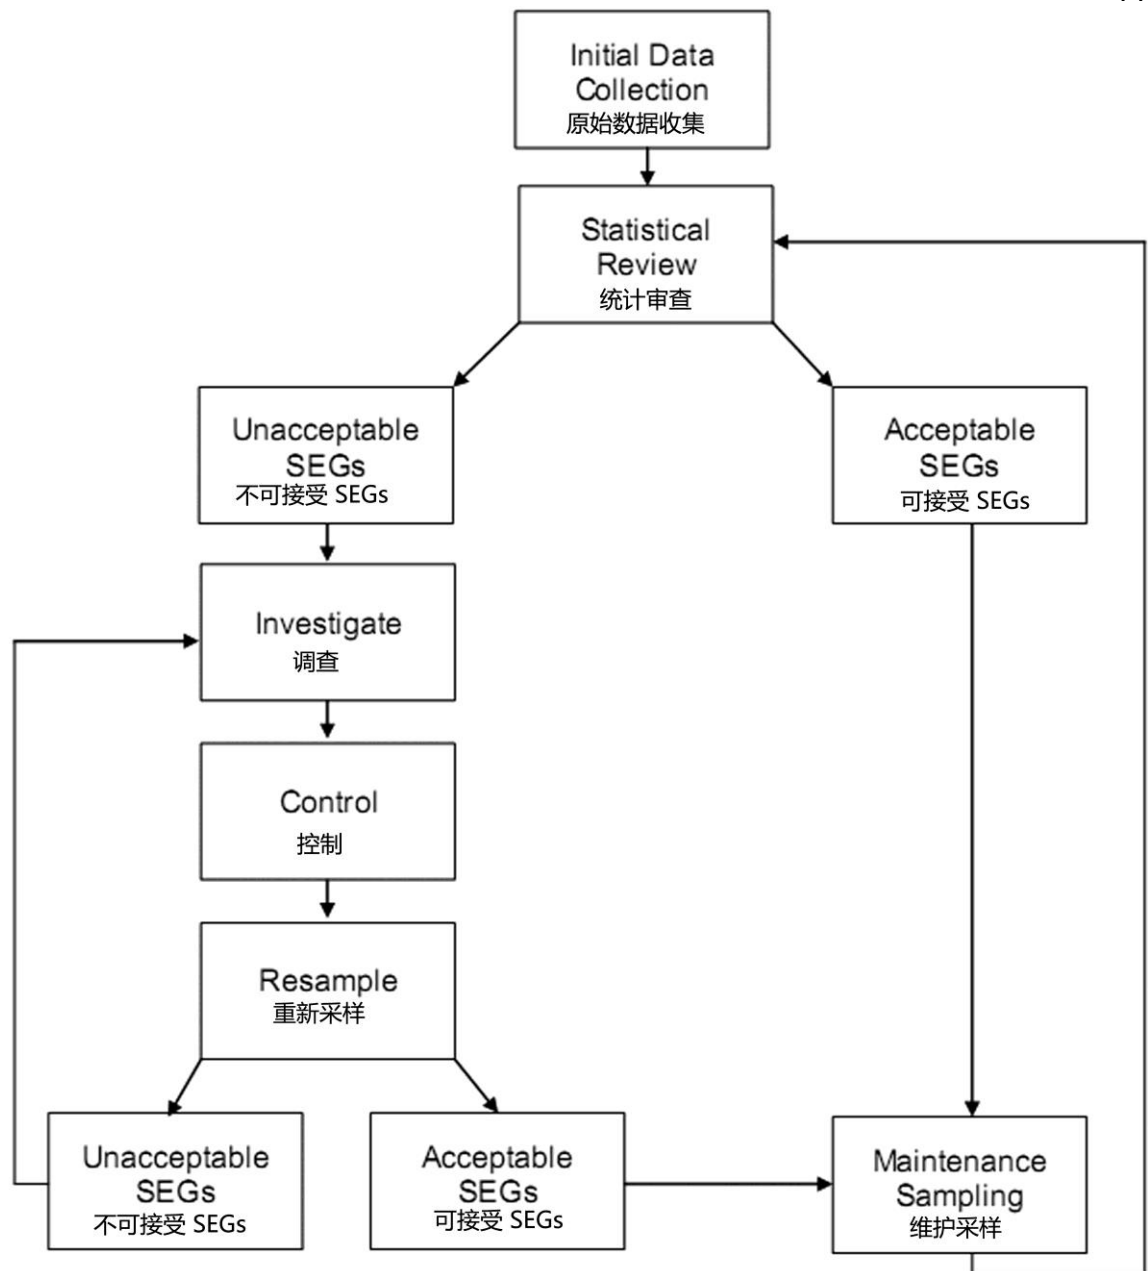 Initial Data
Collection
原始数据收集
Statistical
Review
统计审查
Unacceptable
SEGs
不可接受 SEGs
Acceptable
SEGs
可接受 SEGs
Investigate
调查
Control
控制
Resample
重新采样
Unacceptable
SEGs
不可接受 SEGs
Acceptable
SEGs
可接受 SEGs
Maintenance
Sampling
维护采样